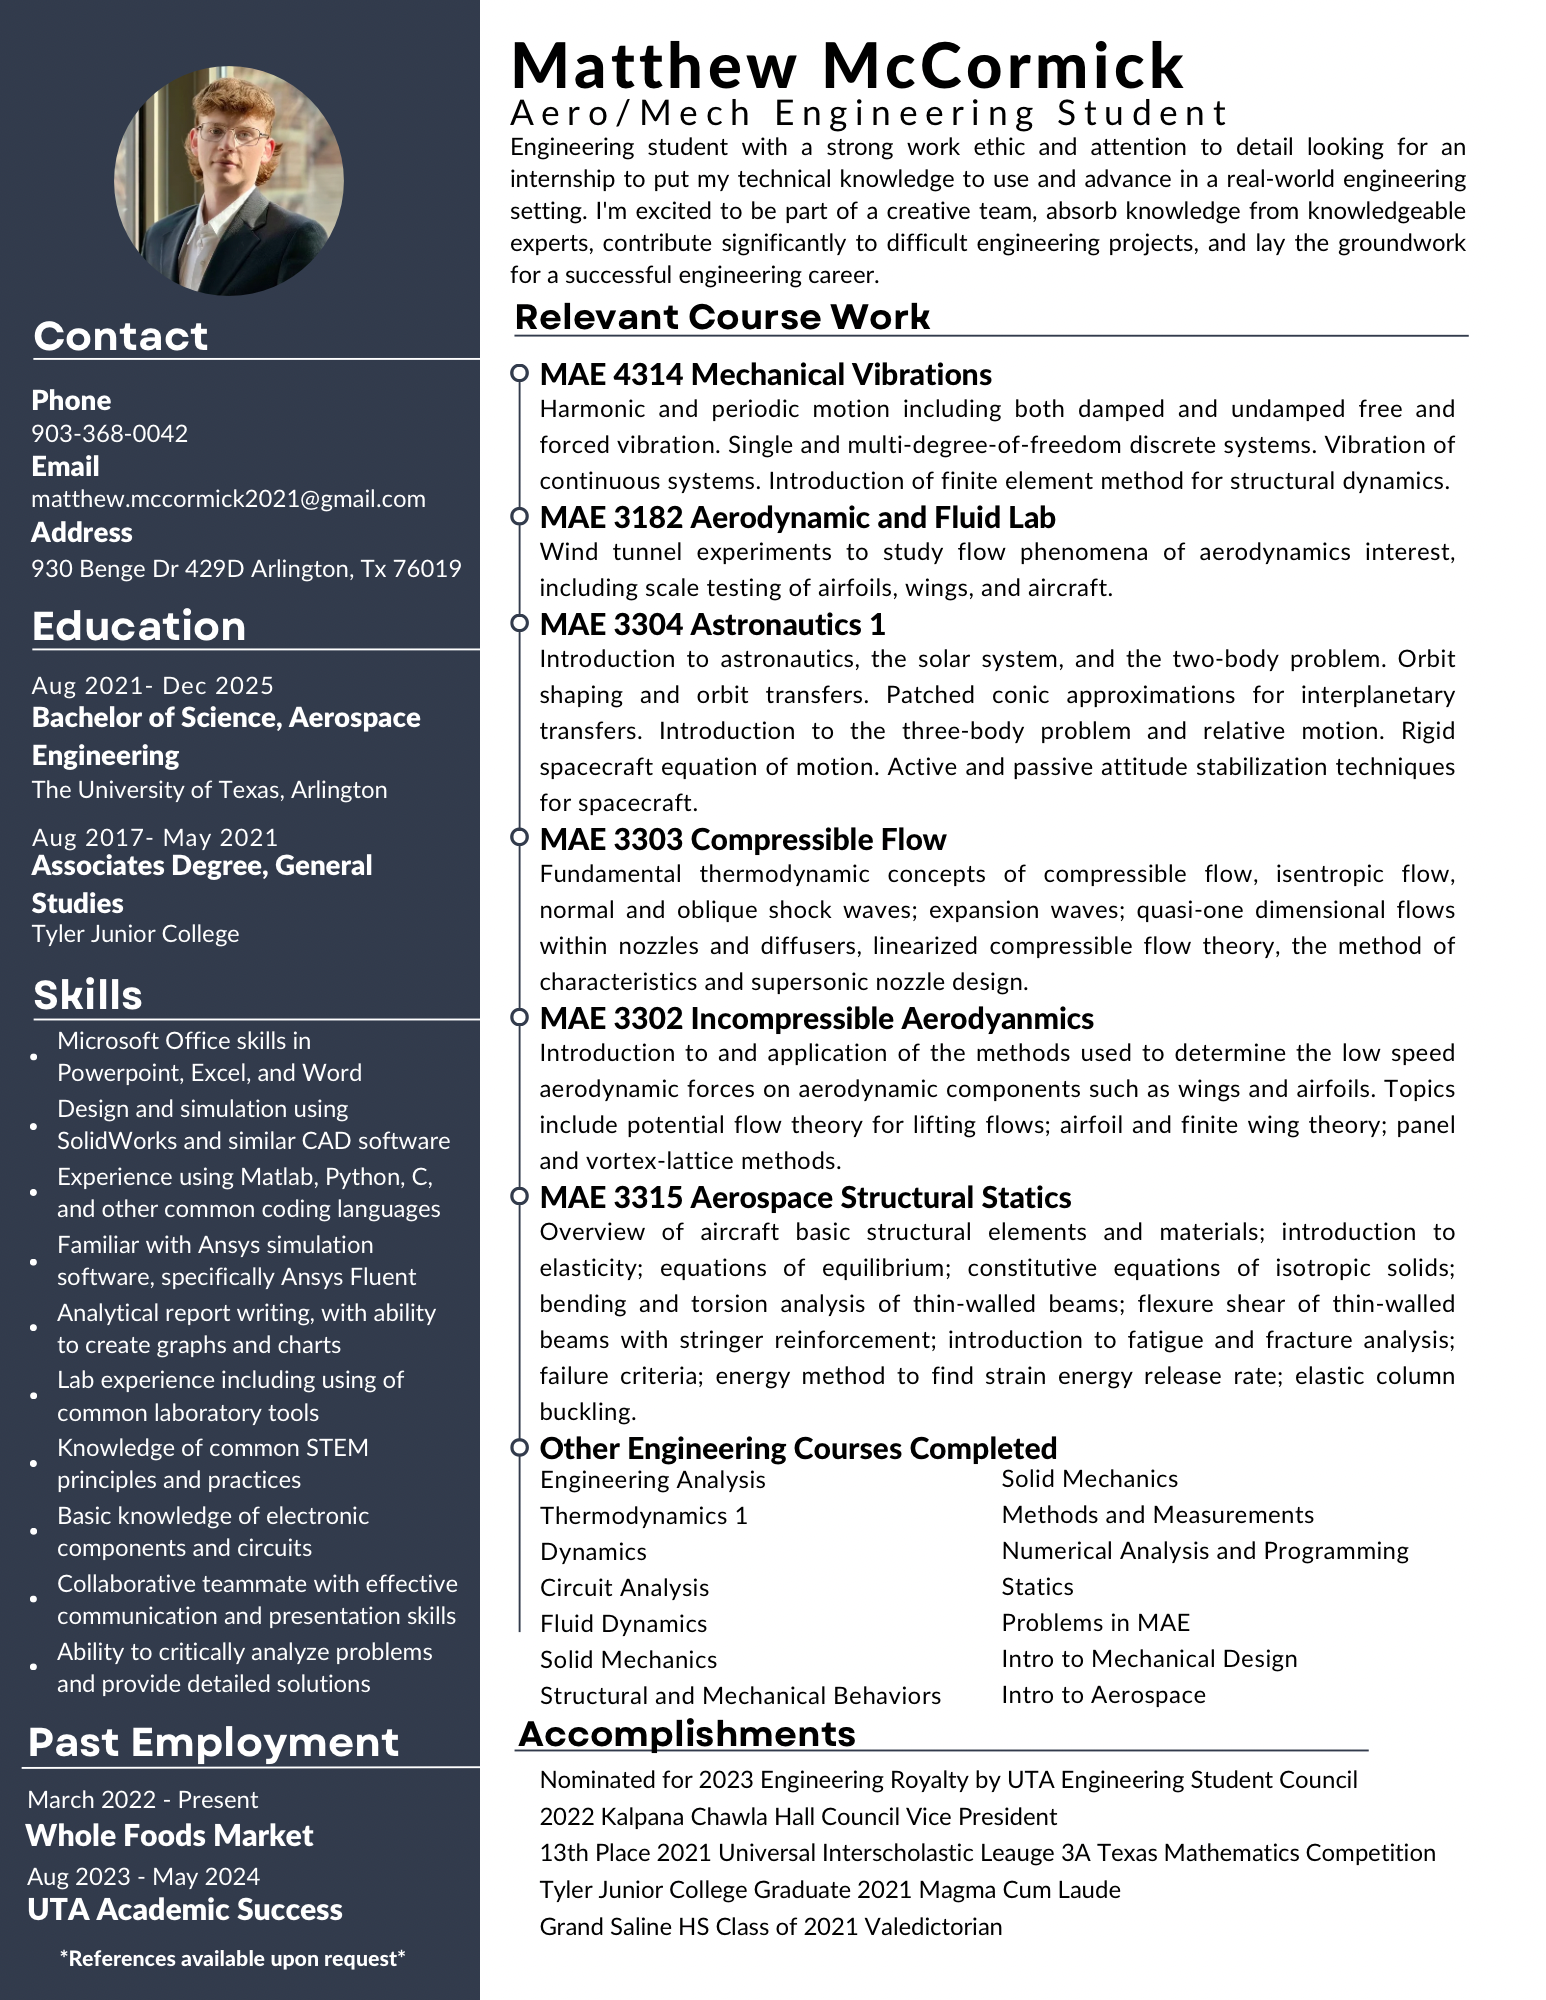 Contact
Phone
903-368-0042
Email
matthew.mccormick2021@gmail.com
Address
930 Benge Dr 429D Arlington, Tx 76019
Education
Aug 2021- Dec 2025
Bachelor of Science, Aerospace
Engineering
The University of Texas, Arlington
Aug 2017- May 2021
Associates Degree, General
Studies
Tyler Junior College
Skills
• Microsoft Office skills in
Powerpoint, Excel, and Word
• Design and simulation using
SolidWorks and similar CAD software
• Experience using Matlab, Python, C,
and other common coding languages
• Familiar with Ansys simulation
software, specifically Ansys Fluent
• Analytical report writing, with ability
to create graphs and charts
• Lab experience including using of
common laboratory tools
• Knowledge of common STEM
principles and practices
• Basic knowledge of electronic
components and circuits
• Collaborative teammate with effective
communication and presentation skills
• Ability to critically analyze problems
and provide detailed solutions
Past Employment
March 2022 - Present
Whole Foods Market
Aug 2023 - May 2024
UTA Academic Success
*References available upon request*
Matthew McCormick
Aero/Mech Engineering Student
Engineering student with a strong work ethic and attention to detail looking for an
internship to put my technical knowledge to use and advance in a real-world engineering
setting. I'm excited to be part of a creative team, absorb knowledge from knowledgeable
experts, contribute significantly to difficult engineering projects, and lay the groundwork
for a successful engineering career.
Relevant Course Work
MAE 4314 Mechanical Vibrations
Harmonic and periodic motion including both damped and undamped free and
forced vibration. Single and multi-degree-of-freedom discrete systems. Vibration of
continuous systems. Introduction of finite element method for structural dynamics.
MAE 3182 Aerodynamic and Fluid Lab
Wind tunnel experiments to study flow phenomena of aerodynamics interest,
including scale testing of airfoils, wings, and aircraft.
MAE 3304 Astronautics 1
Introduction to astronautics, the solar system, and the two-body problem. Orbit
shaping and orbit transfers. Patched conic approximations for interplanetary
transfers. Introduction to the three-body problem and relative motion. Rigid
spacecraft equation of motion. Active and passive attitude stabilization techniques
for spacecraft.
MAE 3303 Compressible Flow
Fundamental thermodynamic concepts of compressible flow, isentropic flow,
normal and oblique shock waves; expansion waves; quasi-one dimensional flows
within nozzles and diffusers, linearized compressible flow theory, the method of
characteristics and supersonic nozzle design.
MAE 3302 Incompressible Aerodyanmics
Introduction to and application of the methods used to determine the low speed
aerodynamic forces on aerodynamic components such as wings and airfoils. Topics
include potential flow theory for lifting flows; airfoil and finite wing theory; panel
and vortex-lattice methods.
MAE 3315 Aerospace Structural Statics
Overview of aircraft basic structural elements and materials; introduction to
elasticity; equations of equilibrium; constitutive equations of isotropic solids;
bending and torsion analysis of thin-walled beams; flexure shear of thin-walled
beams with stringer reinforcement; introduction to fatigue and fracture analysis;
failure criteria; energy method to find strain energy release rate; elastic column
buckling.
Other Engineering Courses Completed
Engineering Analysis
Thermodynamics 1
Dynamics
Circuit Analysis
Fluid Dynamics
Solid Mechanics
Structural and Mechanical Behaviors
Solid Mechanics
Methods and Measurements
Numerical Analysis and Programming
Statics
Problems in MAE
Intro to Mechanical Design
Intro to Aerospace
Accomplishments
Nominated for 2023 Engineering Royalty by UTA Engineering Student Council
2022 Kalpana Chawla Hall Council Vice President
13th Place 2021 Universal Interscholastic Leauge 3A Texas Mathematics Competition
Tyler Junior College Graduate 2021 Magma Cum Laude
Grand Saline HS Class of 2021 Valedictorian